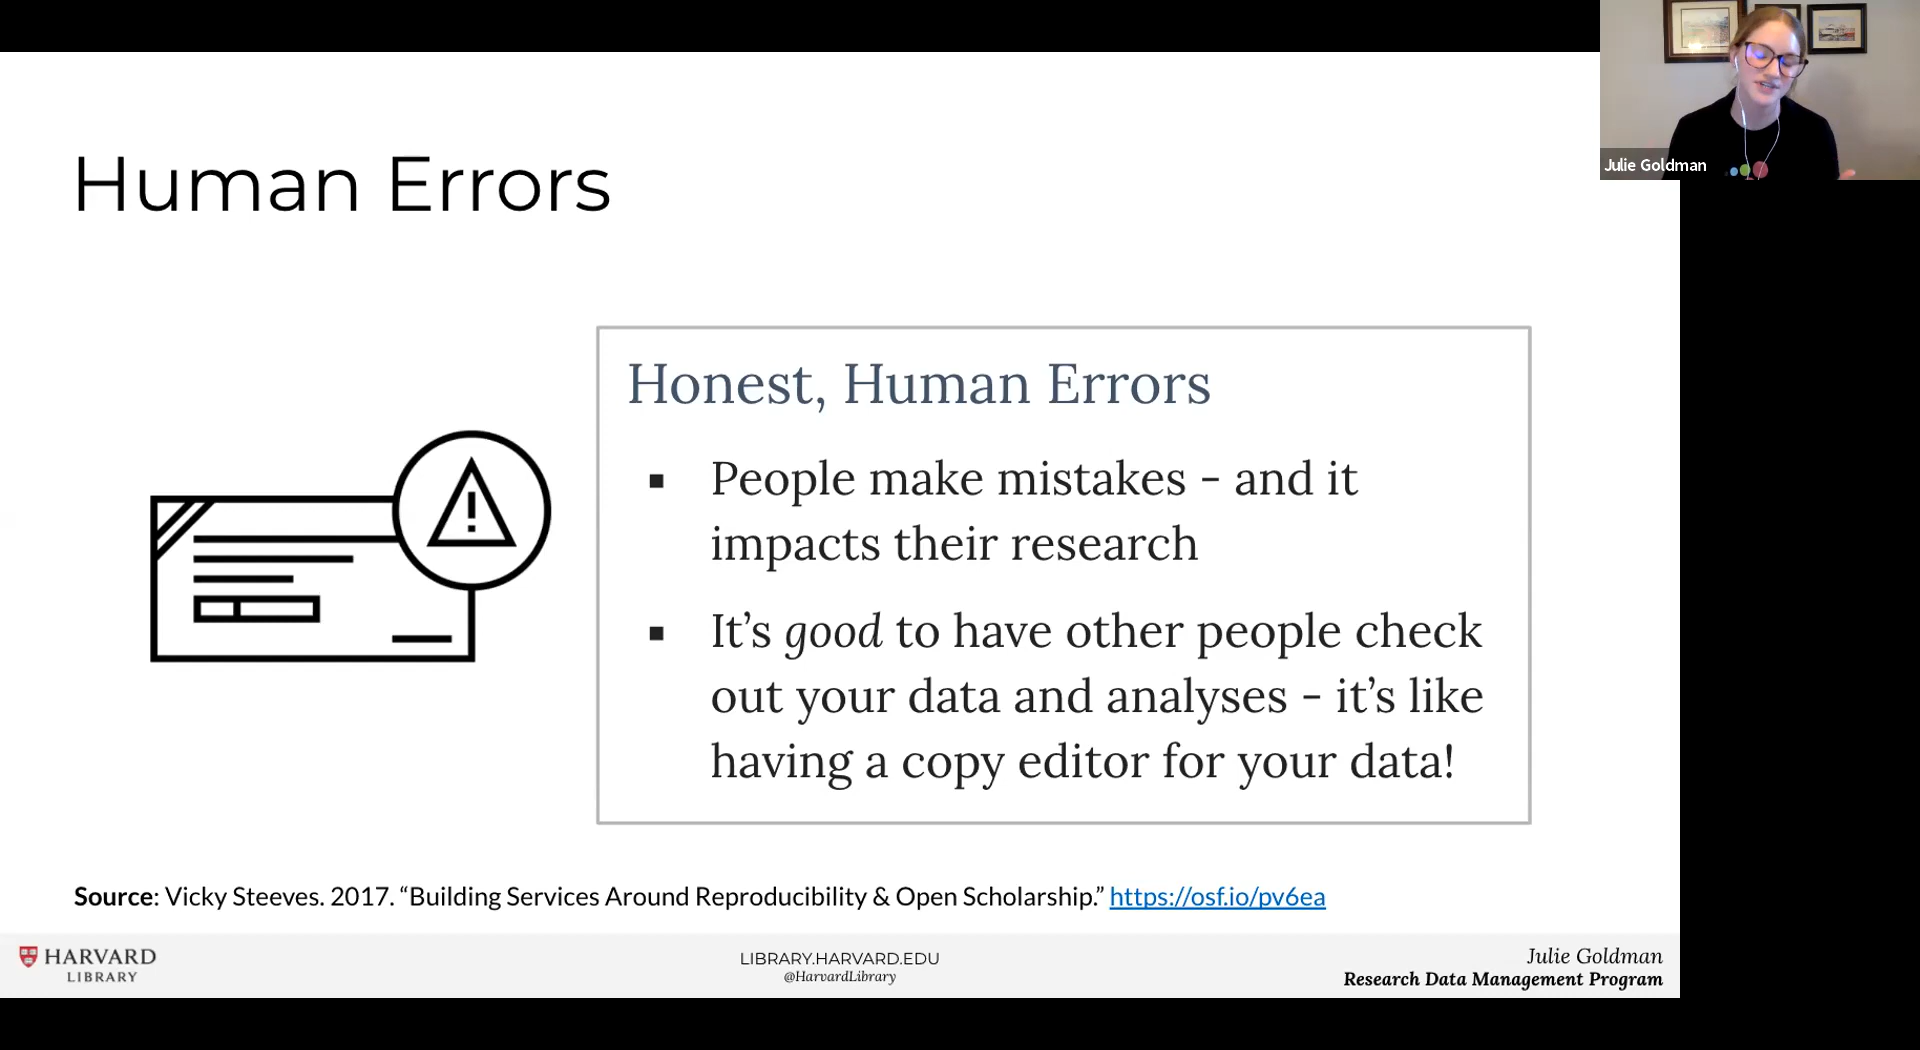 Julie Goldman
Human Errors
Honest, Human Errors
▪ People make mistakes - and it
impacts their research
▪ It’s good to have other people check
out your data and analyses - it’s like
having a copy editor for your data!
Source: Vicky Steeves. 2017. “Building Services Around Reproducibility & Open Scholarship.” https://osf.io/pv6ea
HARVARD
LIBRARY
LIBRARY.HARVARD.EDU
@HarvardLibrary
Julie Goldman
Research Data Management Program